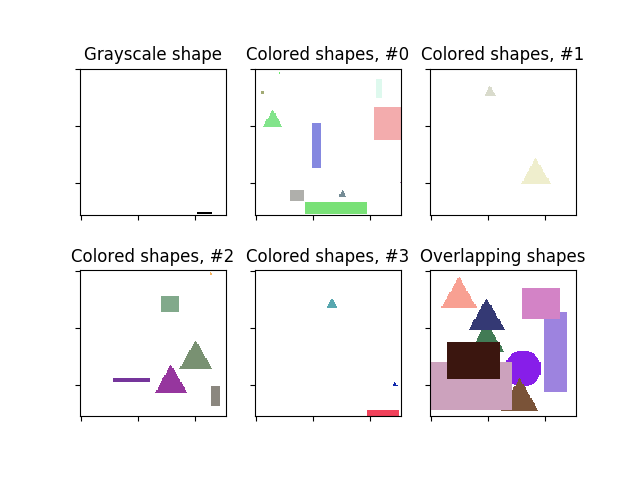 Grayscale shape
Colored shapes, #0
Colored shapes, #1
Colored shapes, #2
Colored shapes, #3
Overlapping shapes